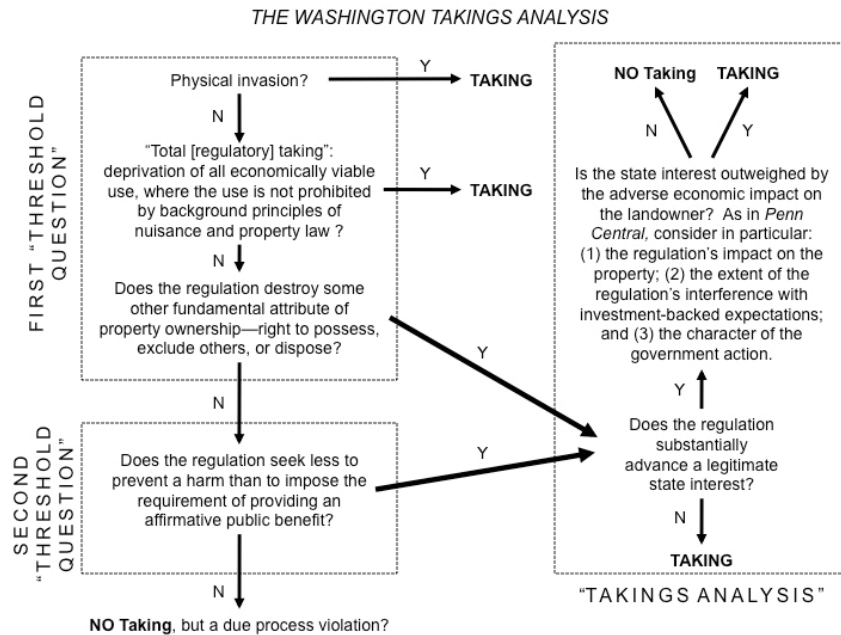 THE WASHINGTON TAKINGS ANALYSIS
FIRST “THRESHOLD
QUESTION”
Physical invasion?
Y
TAKING
N
“Total [regulatory] taking”:
deprivation of all economically viable
use, where the use is not prohibited
by background principles of
nuisance and property law ?
Y
TAKING
N
Does the regulation destroy some
other fundamental attribute of
property ownership—right to possess,
exclude others, or dispose?
Y
N
SECOND
“THRESHOLD
QUESTION”
Does the regulation seek less to
prevent a harm than to impose the
requirement of providing an
affirmative public benefit?
Y
N
NO Taking, but a due process violation?
NO Taking
TAKING
N
Y
Is the state interest outweighed by
the adverse economic impact on
the landowner? As in Penn
Central, consider in particular:
(1) the regulation’s impact on the
property; (2) the extent of the
regulation’s interference with
investment-backed expectations;
and (3) the character of the
government action.
Y
Does the regulation
substantially
advance a legitimate
state interest?
N
TAKING
“TAKINGS ANALYSIS”